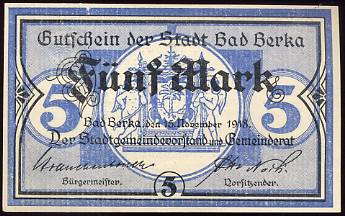 Gutschein der Stadt Bad Berka
Fünf Mark
5 5
Bad Berka, den 15. November 1918.
Der Stadtgemeindevorstand und Gemeinderat
Bürgermeister. Vorsitzender.
5